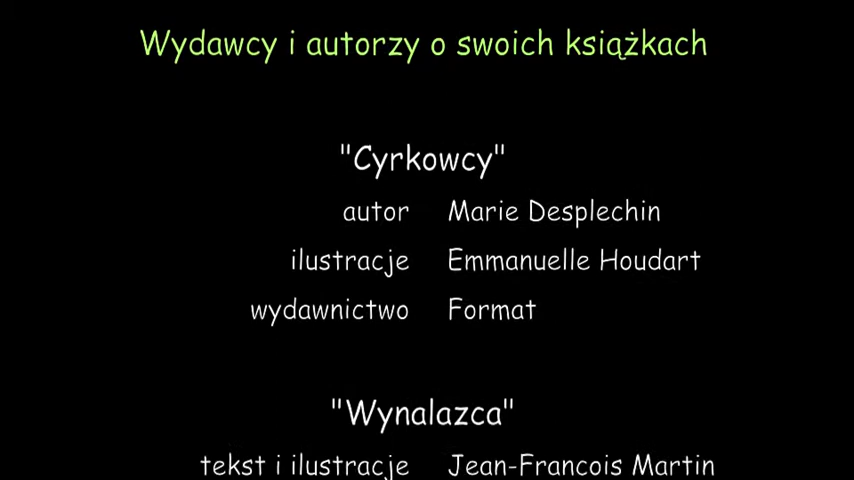 Wydawcy i autorzy o swoich książkach
"Cyrkowcy"
autor Marie Desplechin
ilustracje Emmanuelle Houdart
wydawnictwo Format
"Wynalazca"
tekst i ilustracje Jean-Francois Martin